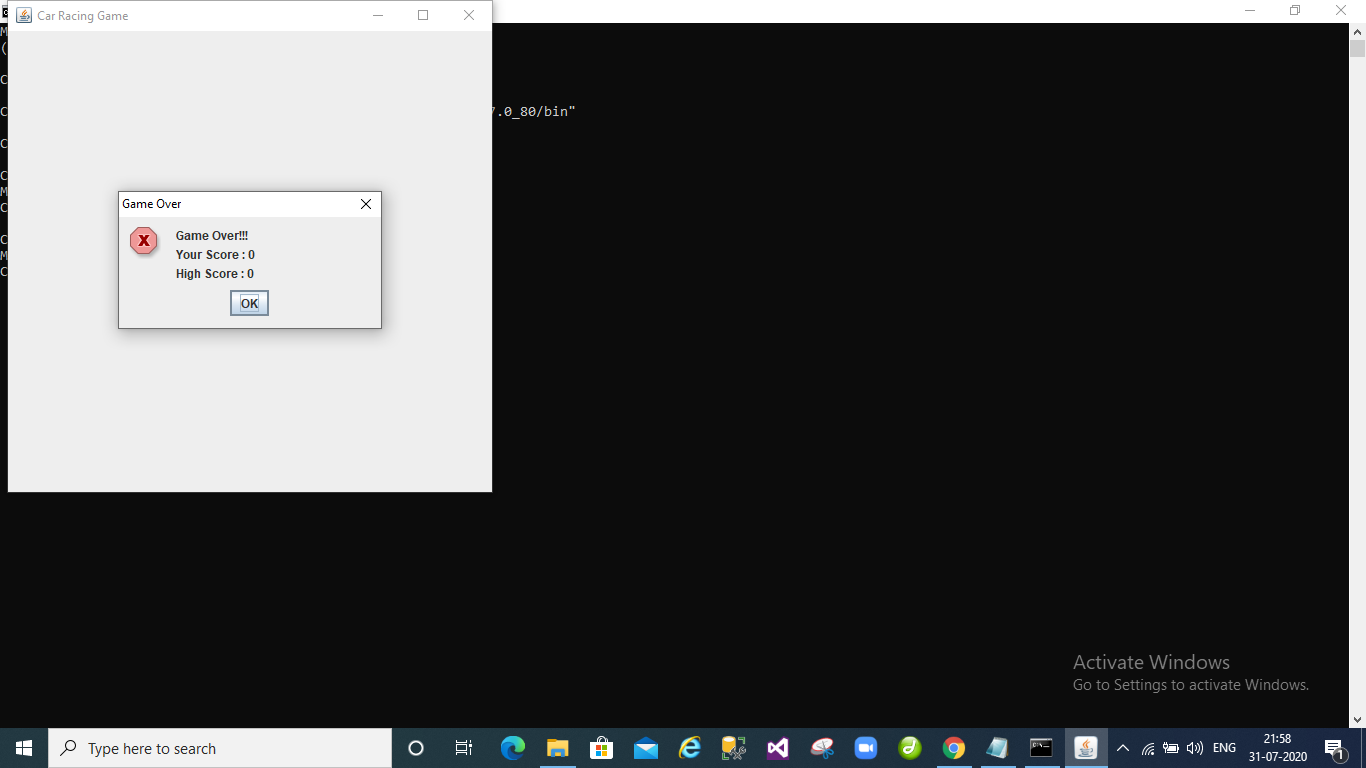 Car Racing Game
M
(
C
C
7.0_80/bin"
C
C
M
C
C
M
C
Game Over
Game Over!!!
Your Score : 0
High Score : 0
OK
Activate Windows
Go to Settings to activate Windows.
Type here to search
ENG
21:58
31-07-2020
1